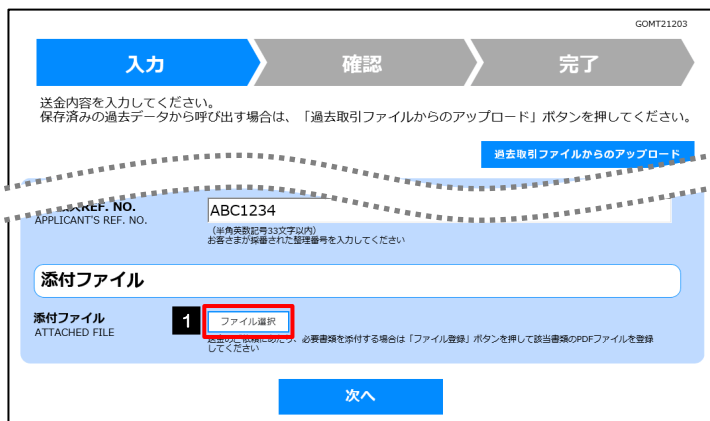 GOMT21203
入力
確認
完了
送金内容を入力してください。
保存済みの過去データから呼び出す場合は、「過去取引ファイルからのアップロード」ボタンを押してください。
過去取引ファイルからのアップロード
REF. NO.
APPLICANT'S REF. NO.
ABC1234
(半角英数記号33文字以内)
お客さまが採番された整理番号を入力してください
添付ファイル
添付ファイル
ATTACHED FILE
1
ファイル選択
送金のご依頼にあたり、必要書類を添付する場合は「ファイル登録」ボタンを押して該当書類のPDFファイルを登録
してください
次へ